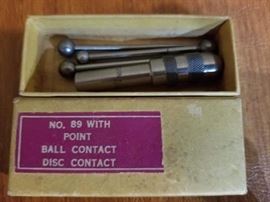 NO. 89 WITH
POINT
BALL CONTACT
DISC CONTACT